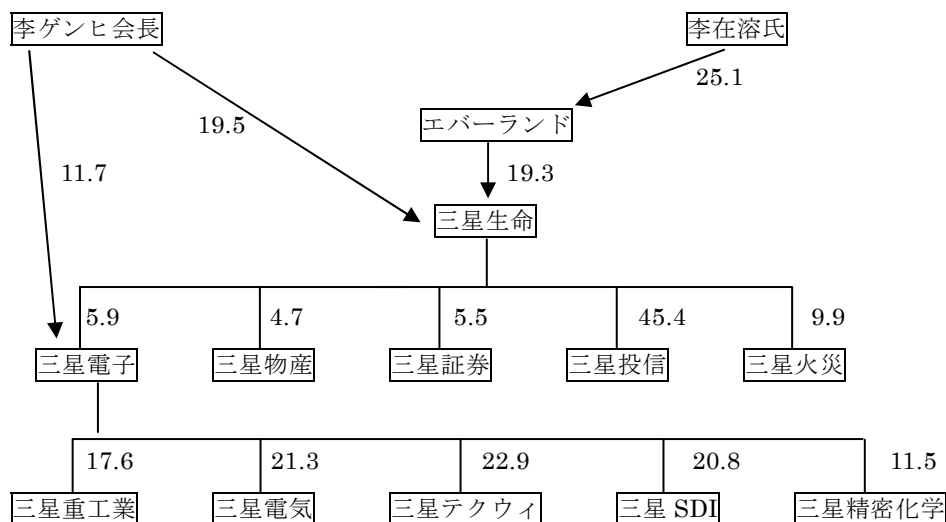 李ゲンヒ会長 李在溶氏
25.1
19.5 エバーランド
11.7 19.3
三星生命
5.9 4.7 5.5 45.4 9.9
三星電子 三星物産 三星証券 三星投信 三星火災
17.6 21.3 22.9 20.8 11.5
三星重工業 三星電気 三星テクウィ 三星 SDI 三星精密化学